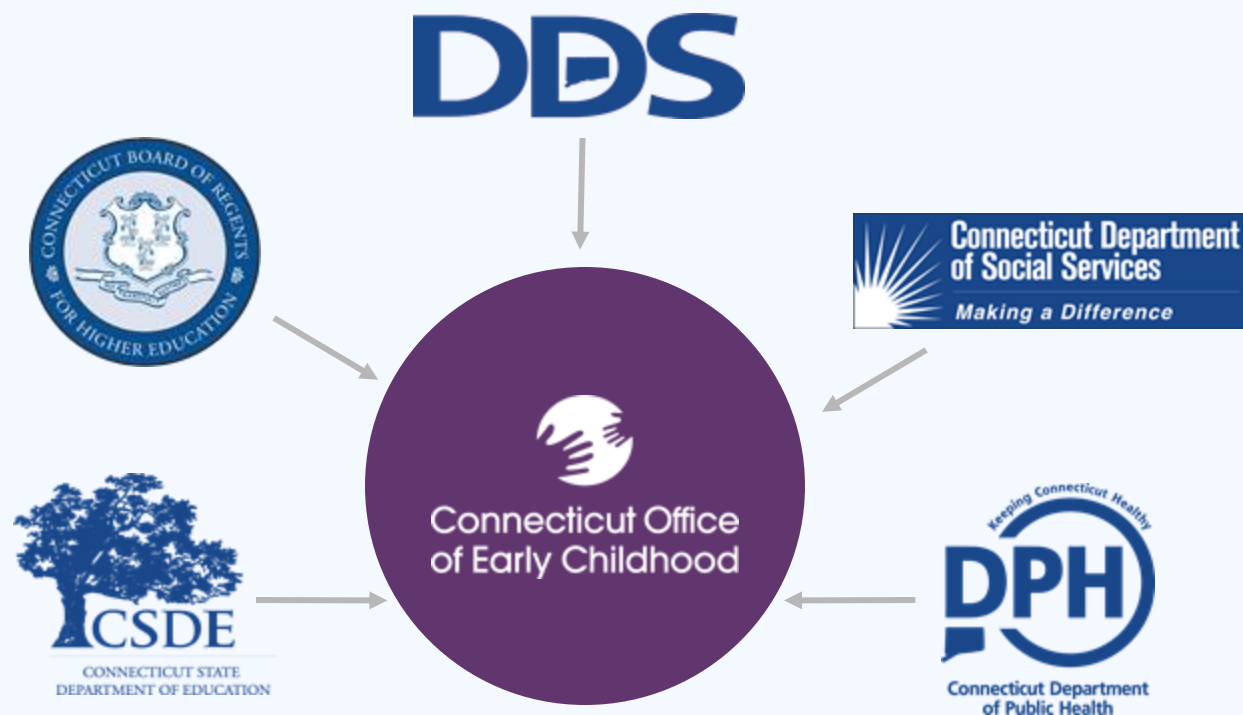 DDS
CONNECTICUT BOARD OF REGENTS
FOR HIGHER EDUCATION
Connecticut Department
of Social Services
Making a Difference
Connecticut Office
of Early Childhood
CSDE
CONNECTICUT STATE
DEPARTMENT OF EDUCATION
Keeping Connecticut Healthy
DPH
Connecticut Department
of Public Health